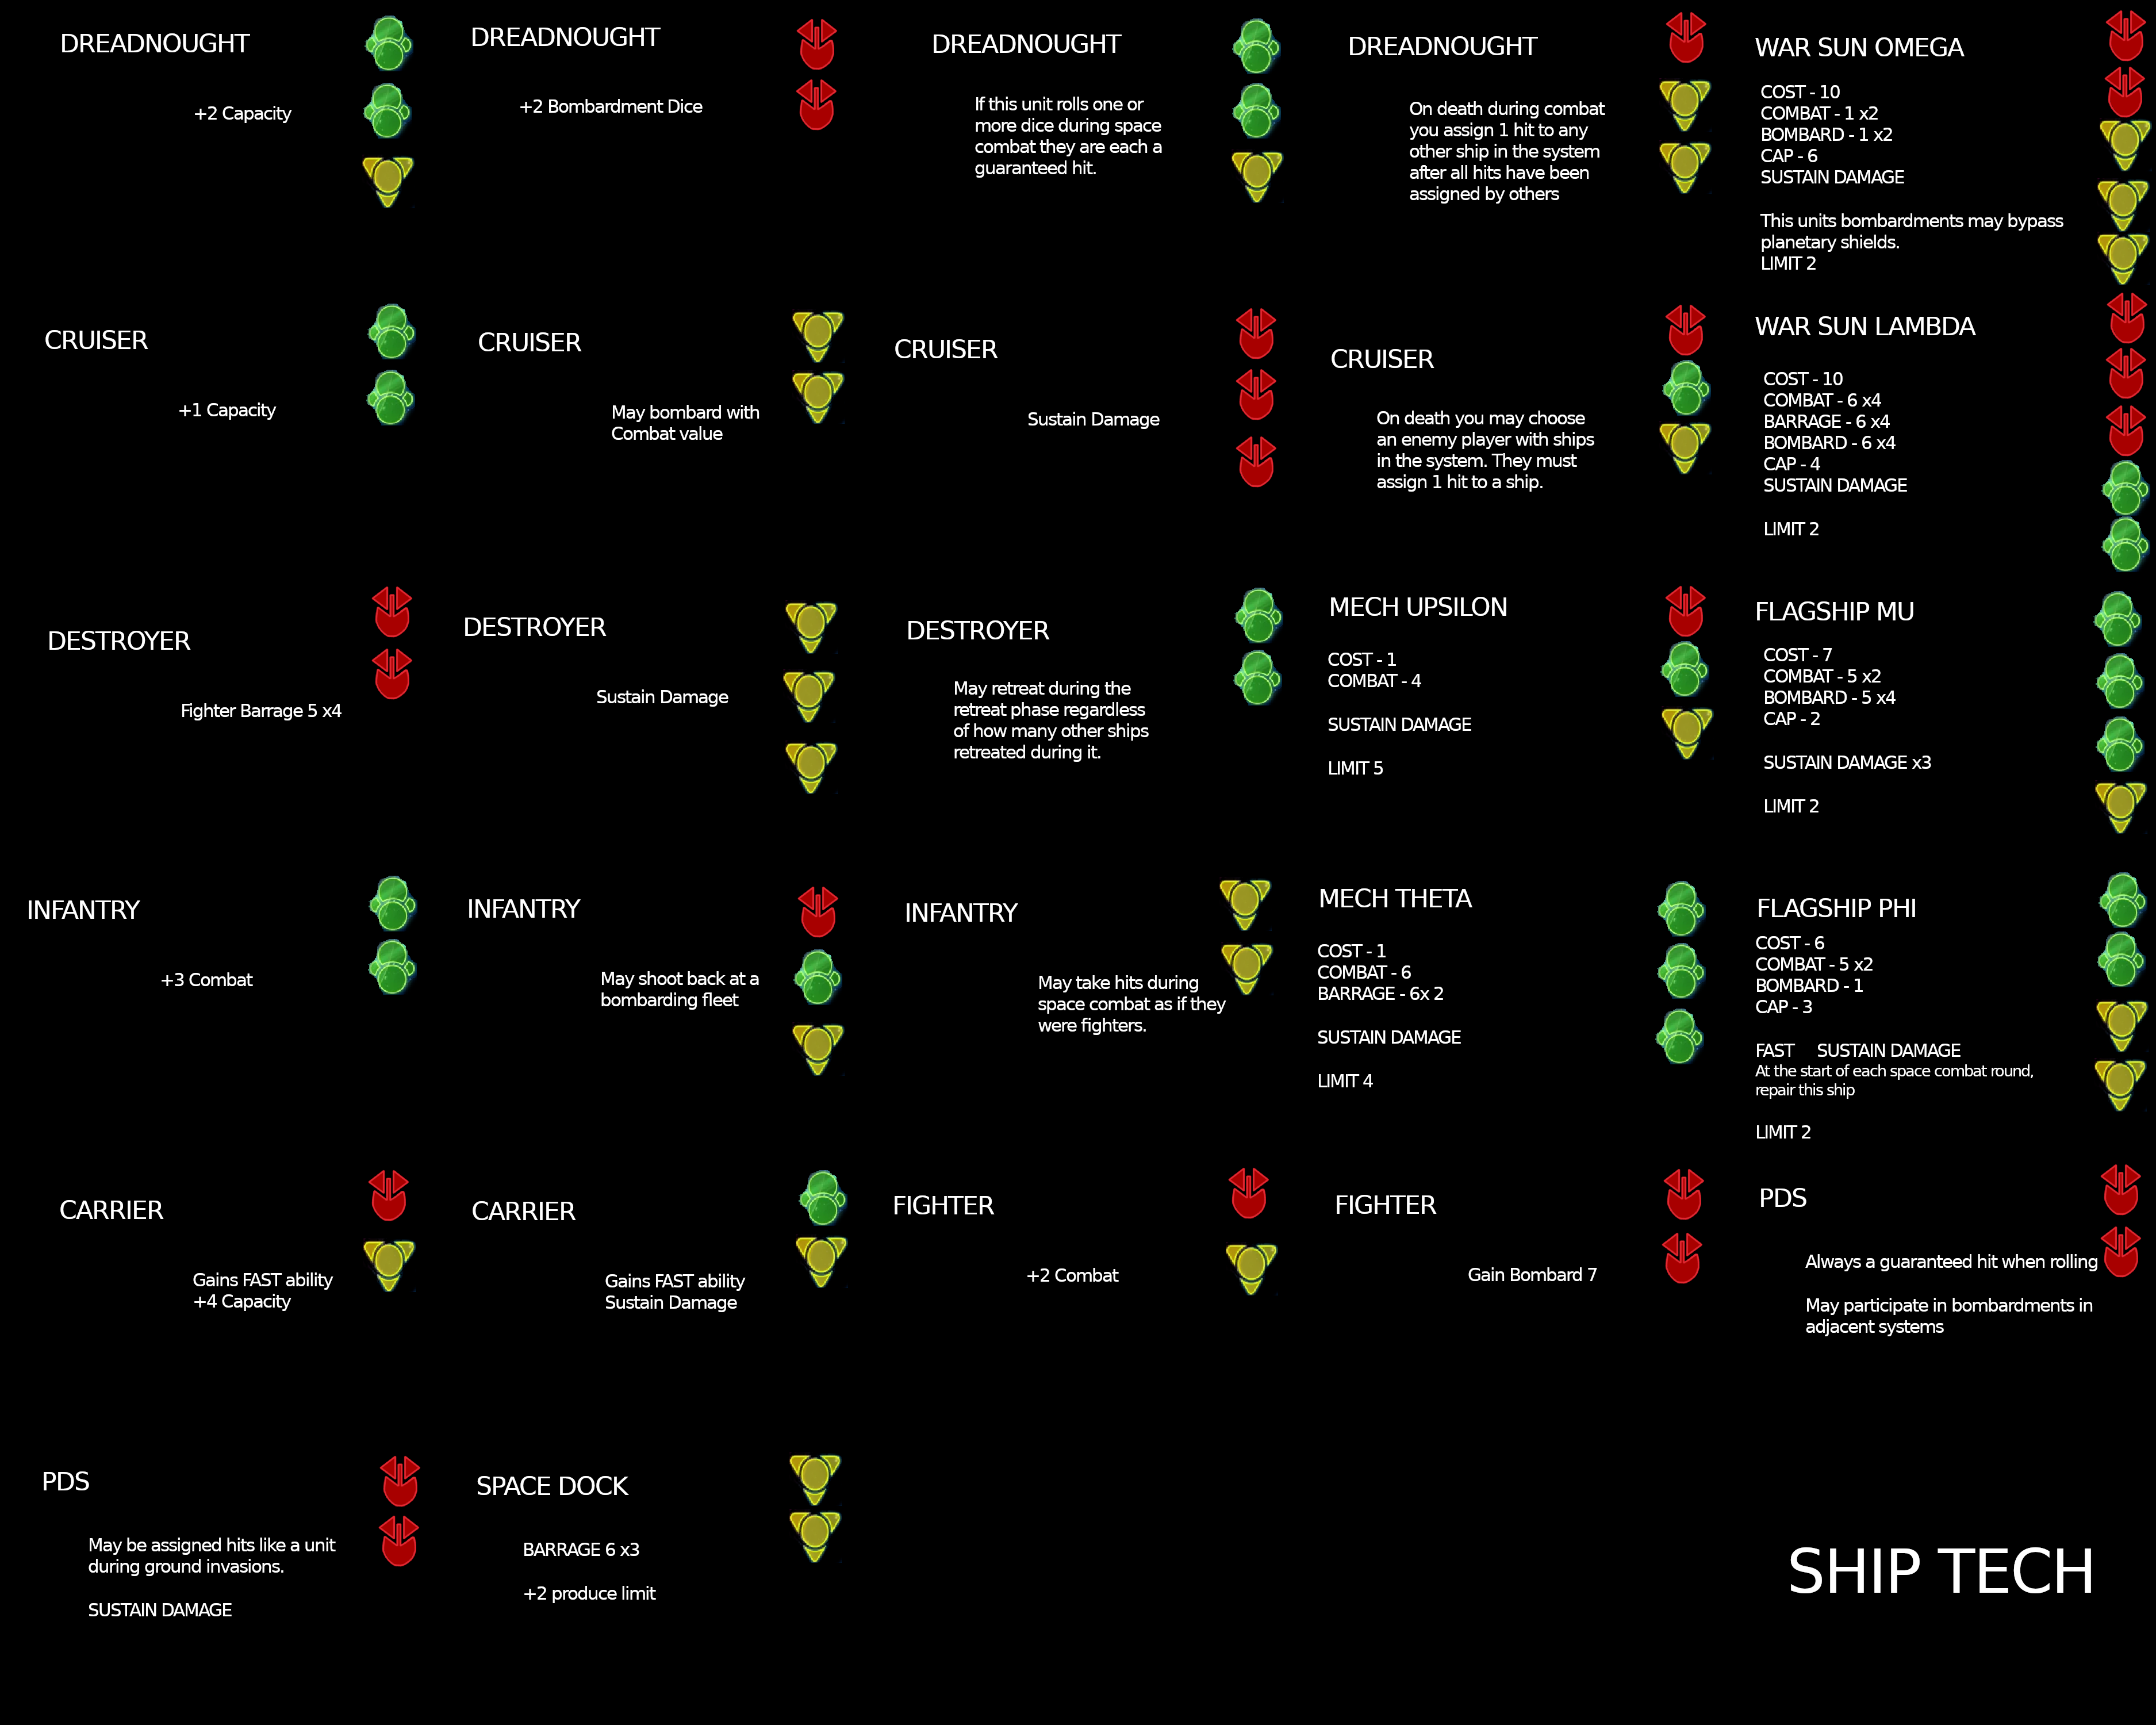 DREADNOUGHT
+2 Capacity
DREADNOUGHT
+2 Bombardment Dice
DREADNOUGHT
If this unit rolls one or
more dice during space
combat they are each a
guaranteed hit.
DREADNOUGHT
On death during combat
you assign 1 hit to any
other ship in the system
after all hits have been
assigned by others
WAR SUN OMEGA
COST - 10
COMBAT - 1 x2
BOMBARD - 1 x2
CAP - 6
SUSTAIN DAMAGE
This units bombardments may bypass
planetary shields.
LIMIT 2
CRUISER
+1 Capacity
CRUISER
May bombard with
Combat value
CRUISER
Sustain Damage
CRUISER
On death you may choose
an enemy player with ships
in the system. They must
assign 1 hit to a ship.
WAR SUN LAMBDA
COST - 10
COMBAT - 6 x4
BARRAGE - 6 x4
BOMBARD - 6 x4
CAP - 4
SUSTAIN DAMAGE
LIMIT 2
DESTROYER
Fighter Barrage 5 x4
DESTROYER
Sustain Damage
DESTROYER
May retreat during the
retreat phase regardless
of how many other ships
retreated during it.
MECH UPSILON
COST - 1
COMBAT - 4
SUSTAIN DAMAGE
LIMIT 5
FLAGSHIP MU
COST - 7
COMBAT - 5 x2
BOMBARD - 5 x4
CAP - 2
SUSTAIN DAMAGE x3
LIMIT 2
INFANTRY
+3 Combat
INFANTRY
May shoot back at a
bombarding fleet
INFANTRY
May take hits during
space combat as if they
were fighters.
MECH THETA
COST - 1
COMBAT - 6
BARRAGE - 6x 2
SUSTAIN DAMAGE
LIMIT 4
FLAGSHIP PHI
COST - 6
COMBAT - 5 x2
BOMBARD - 1
CAP - 3
FAST SUSTAIN DAMAGE
At the start of each space combat round,
repair this ship
LIMIT 2
CARRIER
Gains FAST ability
+4 Capacity
CARRIER
Gains FAST ability
Sustain Damage
FIGHTER
+2 Combat
FIGHTER
Gain Bombard 7
PDS
Always a guaranteed hit when rolling
May participate in bombardments in
adjacent systems
PDS
May be assigned hits like a unit
during ground invasions.
SUSTAIN DAMAGE
SPACE DOCK
BARRAGE 6 x3
+2 produce limit
SHIP TECH